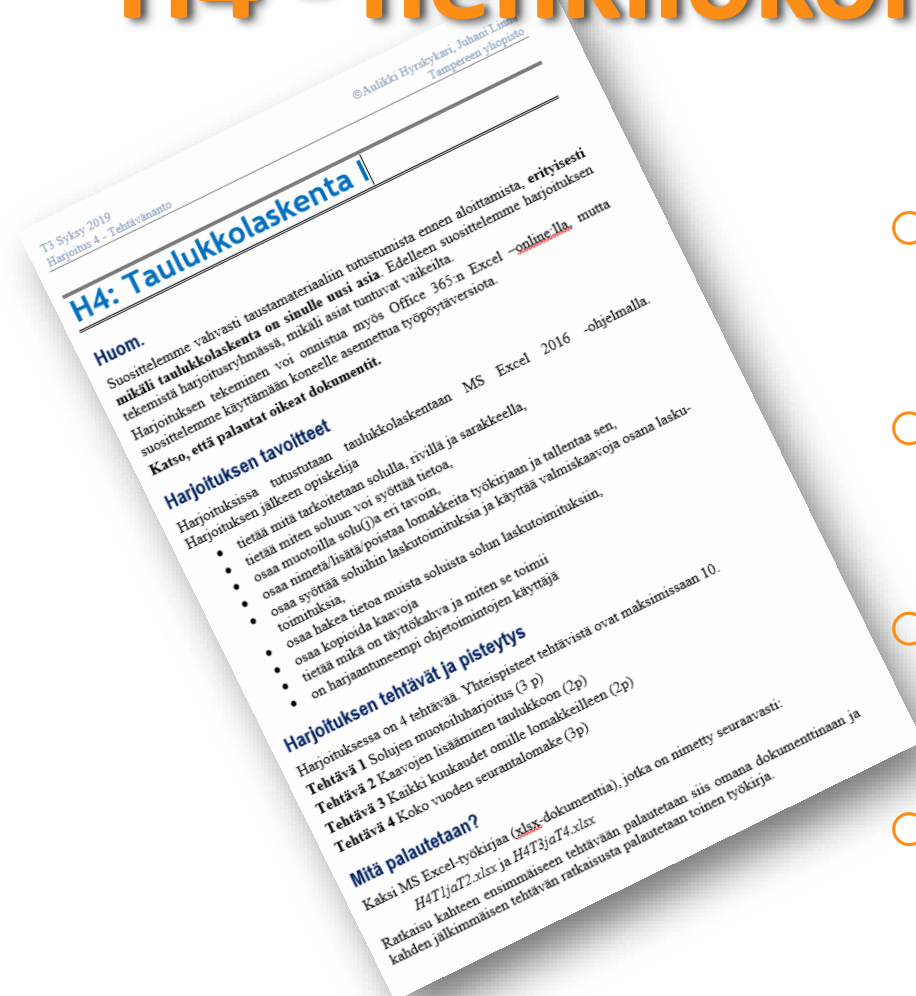 H4 - henkilökoh
©Aulikki Hyrskykari, Juhani Linna
Tampereen yliopisto
T3 Syksy 2019
Harjoitus 4 - Tehtävänanto
H4: Taulukkolaskenta I
Huom.
Suosittelemme vahvasti taustamateriaaliin tutustumista ennen aloittamista, erityisesti
mikäli taulukkolaskenta on sinulle uusi asia. Edelleen suosittelemme harjoituksen
tekemistä harjoitusryhmässä, mikäli asiat tuntuvat vaikeilta.
Harjoituksen tekeminen voi onnistua myös Office 365:n Excel –online:lla, mutta
suosittelemme käyttämään koneelle asennettua työpöytäversiota.
Katso, että palautat oikeat dokumentit.
Harjoituksen tavoitteet
Harjoituksissa tutustutaan taulukkolaskentaan MS Excel 2016 -ohjelmalla.
Harjoituksen jälkeen opiskelija
• tietää mitä tarkoitetaan solulla, rivillä ja sarakkeella,
• tietää miten soluun voi syöttää tietoa,
• osaa muotoilla solu(j)a eri tavoin,
• osaa nimetä/lisätä/poistaa lomakkeita työkirjaan ja tallentaa sen,
• osaa syöttää soluihin laskutoimituksia ja käyttää valmiskaavoja osana lasku-
toimituksia,
• osaa hakea tietoa muista soluista solun laskutoimituksiin,
• osaa kopioida kaavoja
• tietää mikä on täyttökahva ja miten se toimii
• on harjaantuneempi ohjetoimintojen käyttäjä
Harjoituksen tehtävät ja pisteytys
Harjoituksessa on 4 tehtävää. Yhteispisteet tehtävistä ovat maksimissaan 10.
Tehtävä 1 Solujen muotoiluharjoitus (3 p)
Tehtävä 2 Kaavojen lisääminen taulukkoon (2p)
Tehtävä 3 Kaikki kuukaudet omille lomakkeilleen (2p)
Tehtävä 4 Koko vuoden seurantalomake (3p)
Mitä palautetaan?
Kaksi MS Excel-työkirjaa (xlsx-dokumenttia), jotka on nimetty seuraavasti:
H4T1jaT2.xlsx ja H4T3jaT4.xlsx
Ratkaisu kahteen ensimmäiseen tehtävään palautetaan siis omana dokumenttinaan ja
kahden jälkimmäisen tehtävän ratkaisusta palautetaan toinen työkirja.